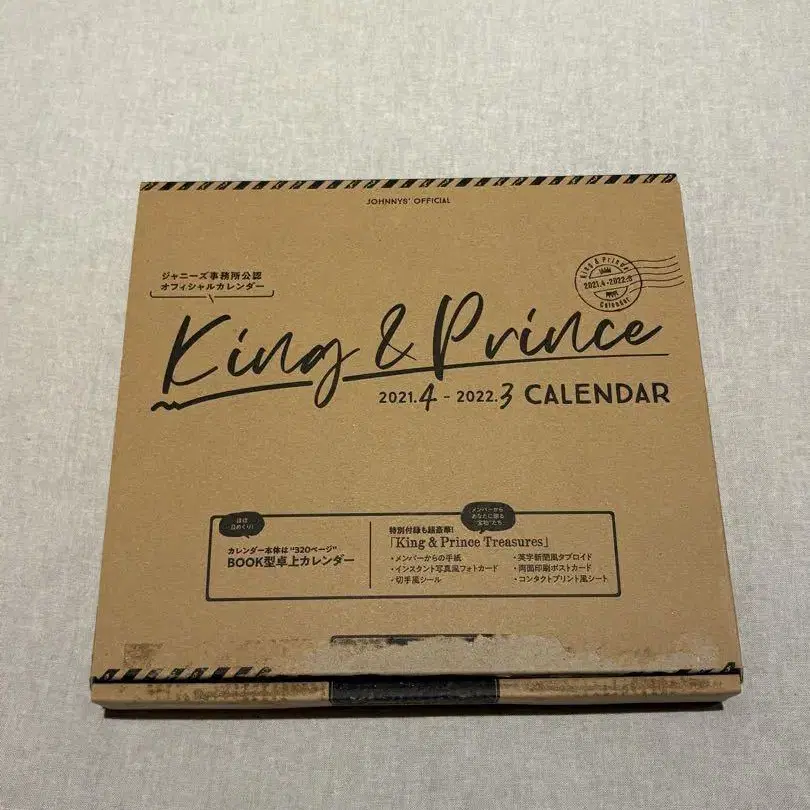 JOHNNYS' OFFICIAL
ジャニーズ事務所公認
オフィシャルカレンダー
King & Prince
2021.4-2022.3
Calendar
King & Prince
2021.4 - 2022.3 CALENDAR
ほぼ
日めくり!
カレンダー本体は"320ページ"
BOOK型卓上カレンダー
メンバーから
あなたに贈る
"宝物"たち
特別付録も超豪華!
「King & Prince Treasures」
・メンバーからの手紙
・インスタント写真風フォトカード
・切手風シール
・英字新聞風タブロイド
・両面印刷ポストカード
・コンタクトプリント風シート